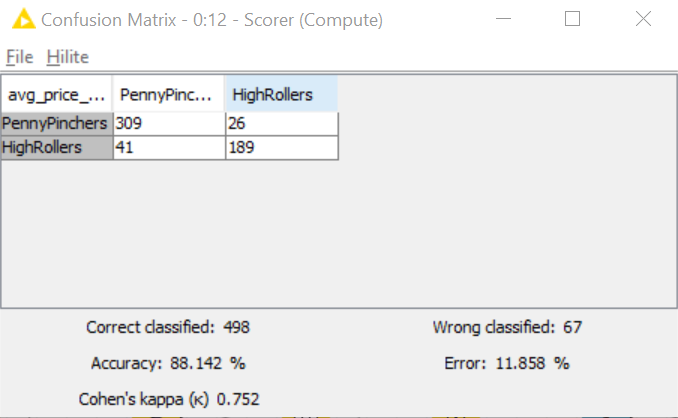 Confusion Matrix - 0:12 - Scorer (Compute)
File Hilite
avg_price_... PennyPinc... HighRollers
PennyPinchers 309 26
HighRollers 41 189
Correct classified: 498 Wrong classified: 67
Accuracy: 88.142 % Error: 11.858 %
Cohen's kappa (κ) 0.752